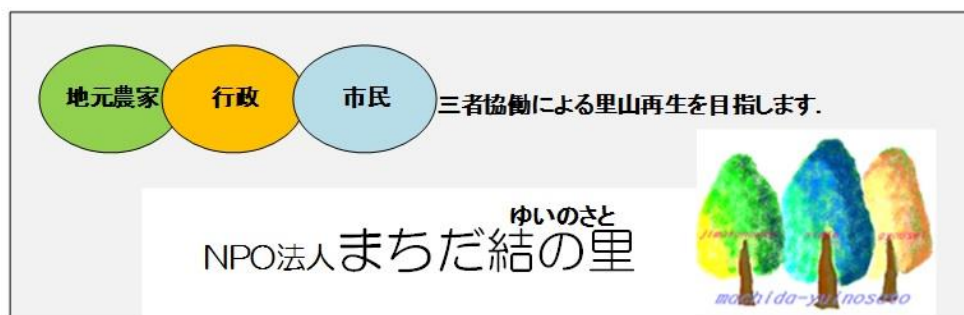 地元農家 行政 市民
三者協働による里山再生を目指します.
ゆいのさと
NPO法人まちだ結の里
machida-yuinosato